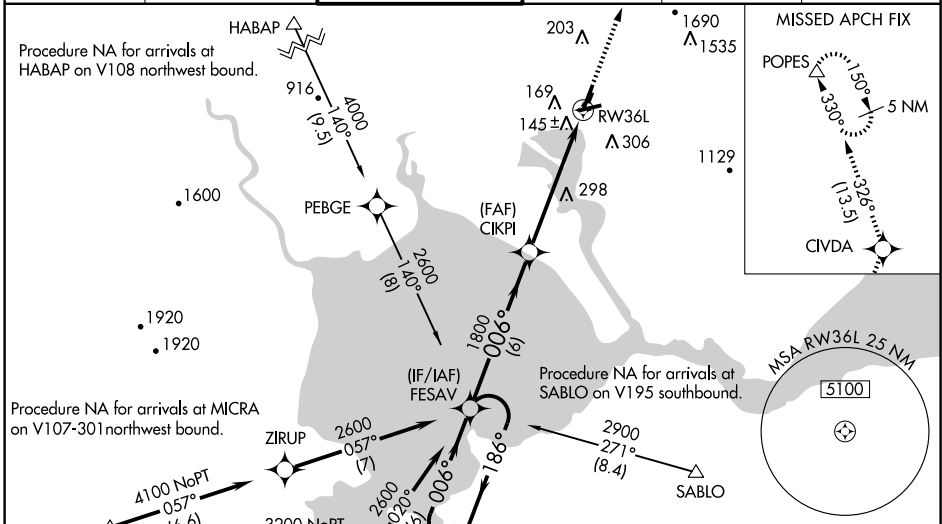 HABAP
Procedure NA for arrivals at
HABAP on V108 northwest bound.
916
4000
140°
(9.5)
203
1690
1535
169
145±
RW36L
306
1129
298
MISSED APCH FIX
POPES
150°
330°
5 NM
326°
(13.5)
CIVDA
1600
PEBGE
(FAF)
CIKPI
2600
140°
(8)
1920
1920
1800
006°
(6)
(IF/IAF)
FESAV
Procedure NA for arrivals at
SABLO on V195 southbound.
MSA RW36L 25 NM
5100
Procedure NA for arrivals at MICRA
on V107-301northwest bound.
ZIRUP
2600
057°
(7)
2900
271°
(8.4)
SABLO
4100 NoPT
057°
(6.6)
2600
020°
006°
186°
3200 NoPT